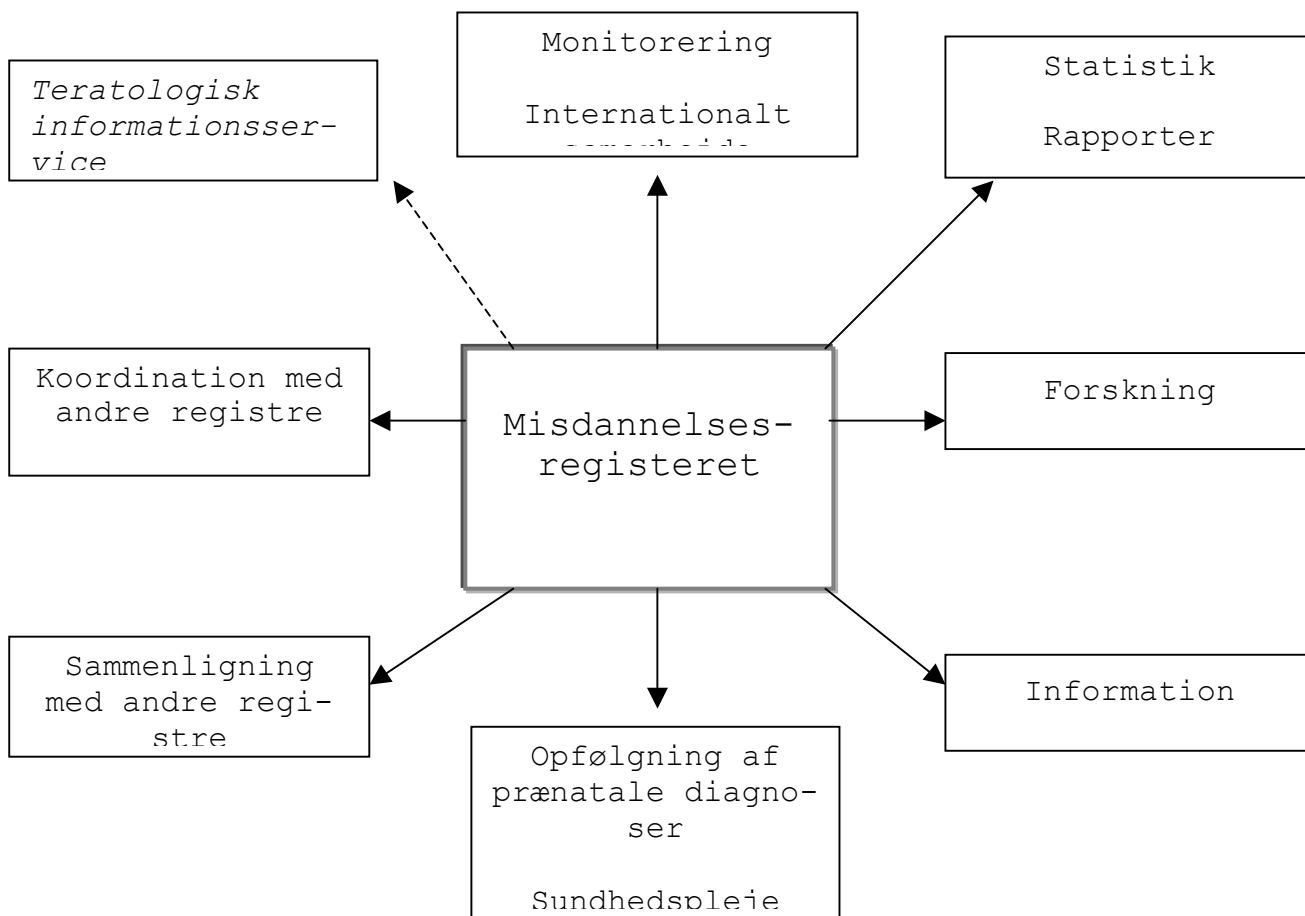 Monitorering
Internationalt
Statistik
Rapporter
Teratologisk
informationsser-
vice
Koordination med
andre registre
Misdannelses-
registeret
Forskning
Sammenligning
med andre regi-
stre
Information
Opfølgning af
prænatale diagno-
ser
Sundhedspleje